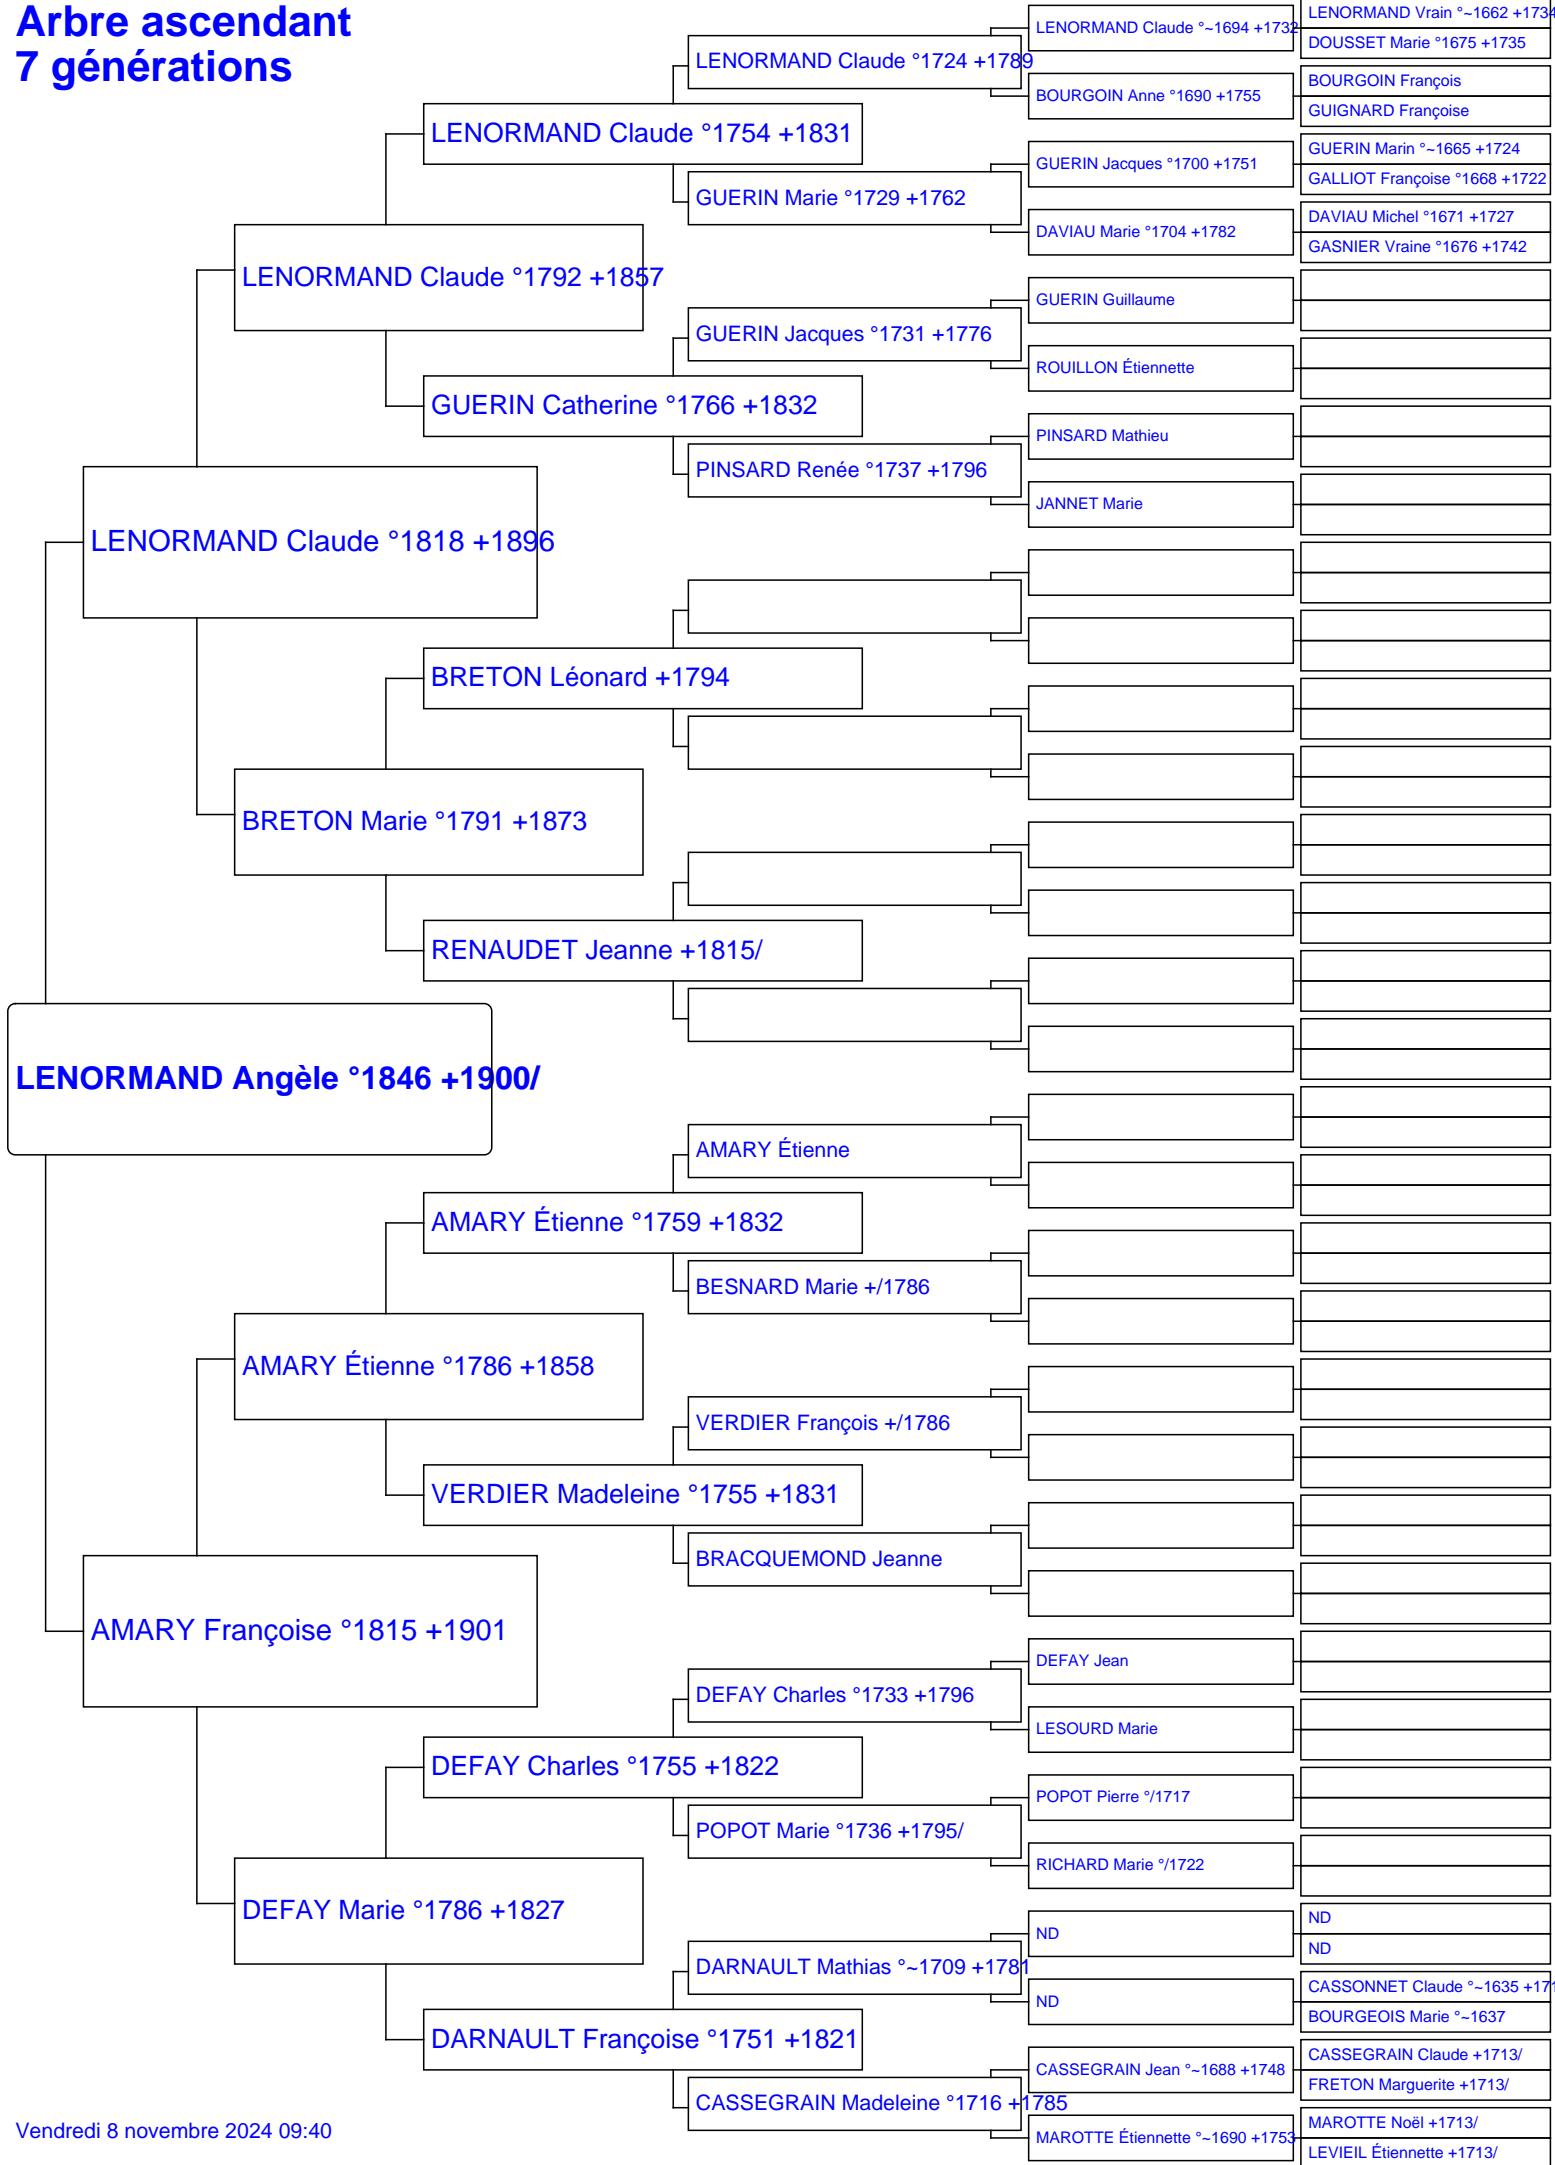 Arbre ascendant
7 générations
LENORMAND Angèle °1846 +1900/
LENORMAND Claude °1818 +1896
AMARY Françoise °1815 +1901
LENORMAND Claude °1792 +1857
BRETON Marie °1791 +1873
AMARY Étienne °1786 +1858
DEFAY Marie °1786 +1827
LENORMAND Claude °1754 +1831
GUERIN Catherine °1766 +1832
BRETON Léonard +1794
RENAUDET Jeanne +1815/
AMARY Étienne °1759 +1832
VERDIER Madeleine °1755 +1831
DEFAY Charles °1755 +1822
DARNAULT Françoise °1751 +1821
LENORMAND Claude °1724 +1789
GUERIN Marie °1729 +1762
GUERIN Jacques °1731 +1776
PINSARD Renée °1737 +1796
AMARY Étienne
BESNARD Marie +/1786
VERDIER François +/1786
BRACQUEMOND Jeanne
DEFAY Charles °1733 +1796
POPOT Marie °1736 +1795/
DARNAULT Mathias °~1709 +1781
CASSEGRAIN Madeleine °1716 +1785
LENORMAND Claude °~1694 +1732
BOURGOIN Anne °1690 +1755
GUERIN Jacques °1700 +1751
DAVIAU Marie °1704 +1782
GUERIN Guillaume
ROUILLON Étiennette
PINSARD Mathieu
JANNET Marie
DEFAY Jean
LESOURD Marie
POPOT Pierre °/1717
RICHARD Marie °/1722
ND
ND
CASSEGRAIN Jean °~1688 +1748
MAROTTE Étiennette °~1690 +1753
LENORMAND Vrain °~1662 +1734
DOUSSET Marie °1675 +1735
BOURGOIN François
GUIGNARD Françoise
GUERIN Marin °~1665 +1724
GALLIOT Françoise °1668 +1722
DAVIAU Michel °1671 +1727
GASNIER Vraine °1676 +1742
ND
ND
CASSONNET Claude °~1635
BOURGEOIS Marie °~1637
CASSEGRAIN Claude +1713/
FRETON Marguerite +1713/
MAROTTE Noël +1713/
LEVIEIL Étiennette +1713/
Vendredi 8 novembre 2024 09:40